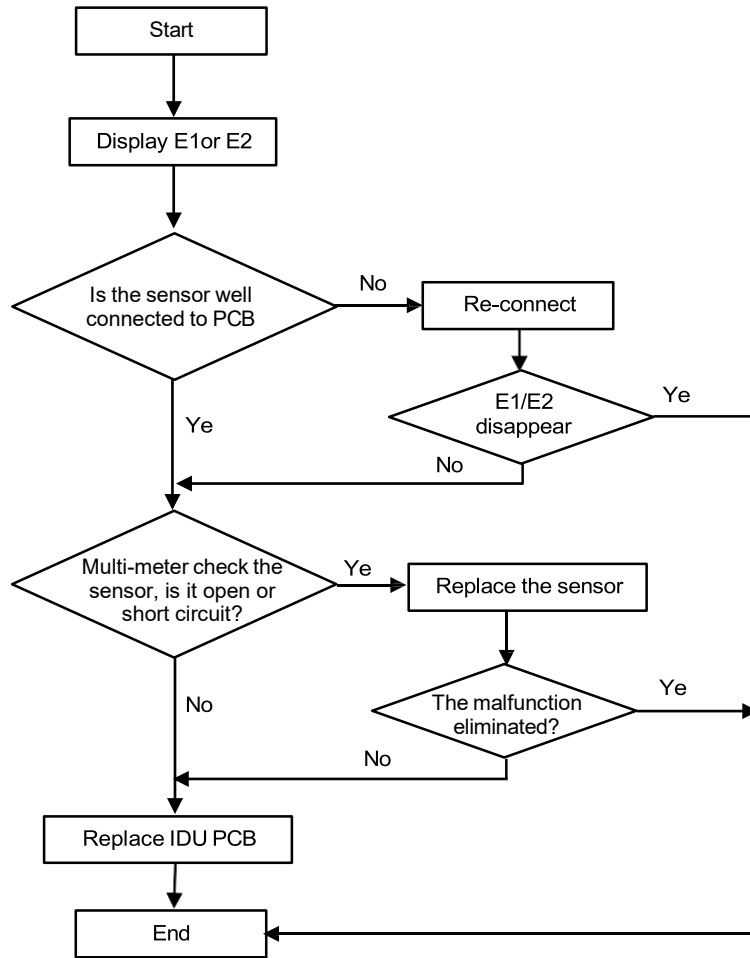 Start
Display E1or E2
Is the sensor well
connected to PCB
No
Re-connect
E1/E2
disappear
Ye
Ye
No
Multi-meter check the
sensor, is it open or
short circuit?
Ye
Replace the sensor
The malfunction
eliminated?
Ye
No
No
Replace IDU PCB
End